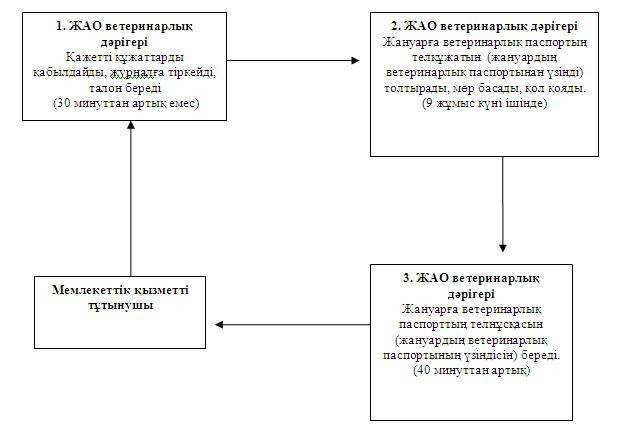 1. ЖАО ветеринарлық
дәрігері
Қажетті құжаттарды
қабылдайды, журналға тіркейді,
талон береді
(30 минуттан артық емес)
2. ЖАО ветеринарлық дәрігері
Жануарға ветеринарлық паспортың
телқұжатын (жануардың
ветеринарлық паспортынан үзінді)
толтырады, мөр басады, қол қояды.
(9 жұмыс күні ішінде)
3. ЖАО ветеринарлық
дәрігері
Жануарға ветеринарлық
паспорттың телнұсқасын
(жануардың ветеринарлық
паспортының үзіндісін) береді.
(40 минуттан артық)
Мемлекеттік қызметті
тұтынушы